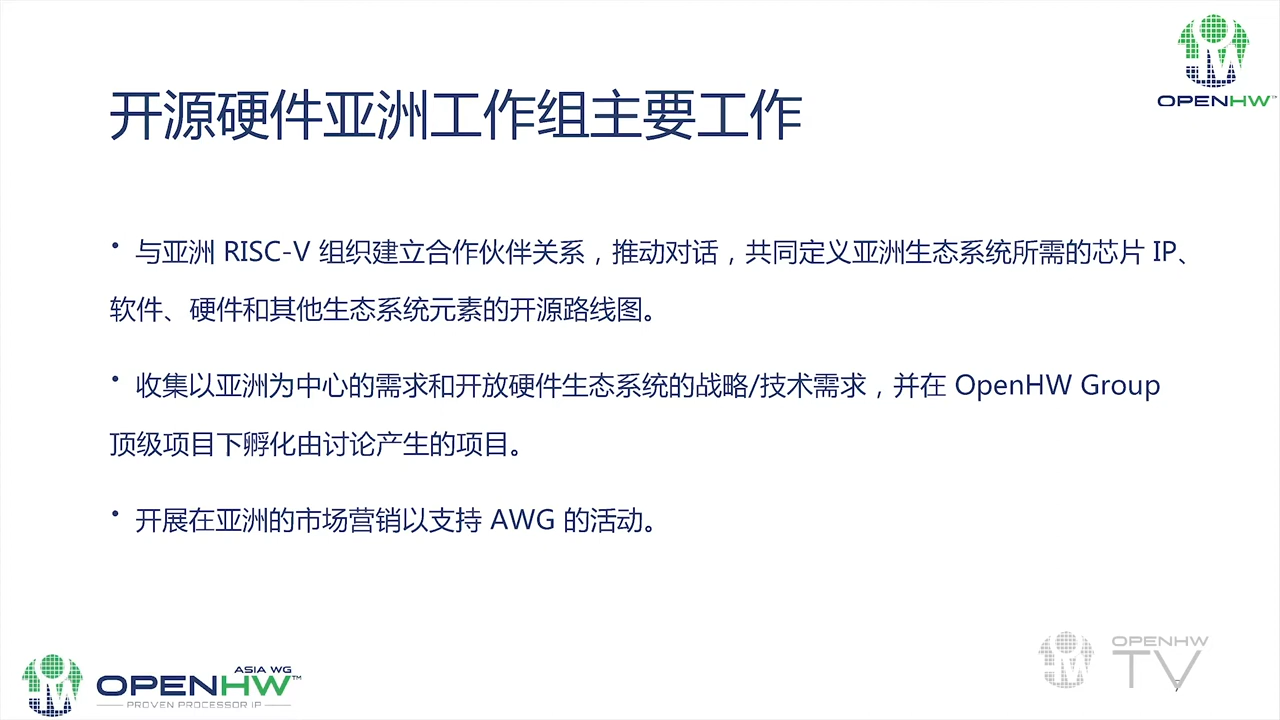 OPENHW™
开源硬件亚洲工作组主要工作
• 与亚洲 RISC-V 组织建立合作伙伴关系，推动对话，共同定义亚洲生态系统所需的芯片 IP、
软件、硬件和其他生态系统元素的开源路线图。
• 收集以亚洲为中心的需求和开放硬件生态系统的战略/技术需求，并在 OpenHW Group
顶级项目下孵化由讨论产生的项目。
• 开展在亚洲的市场营销以支持 AWG 的活动。
ASIA WG
OPENHW™
PROVEN PROCESSOR IP
OPENHW
TV
7